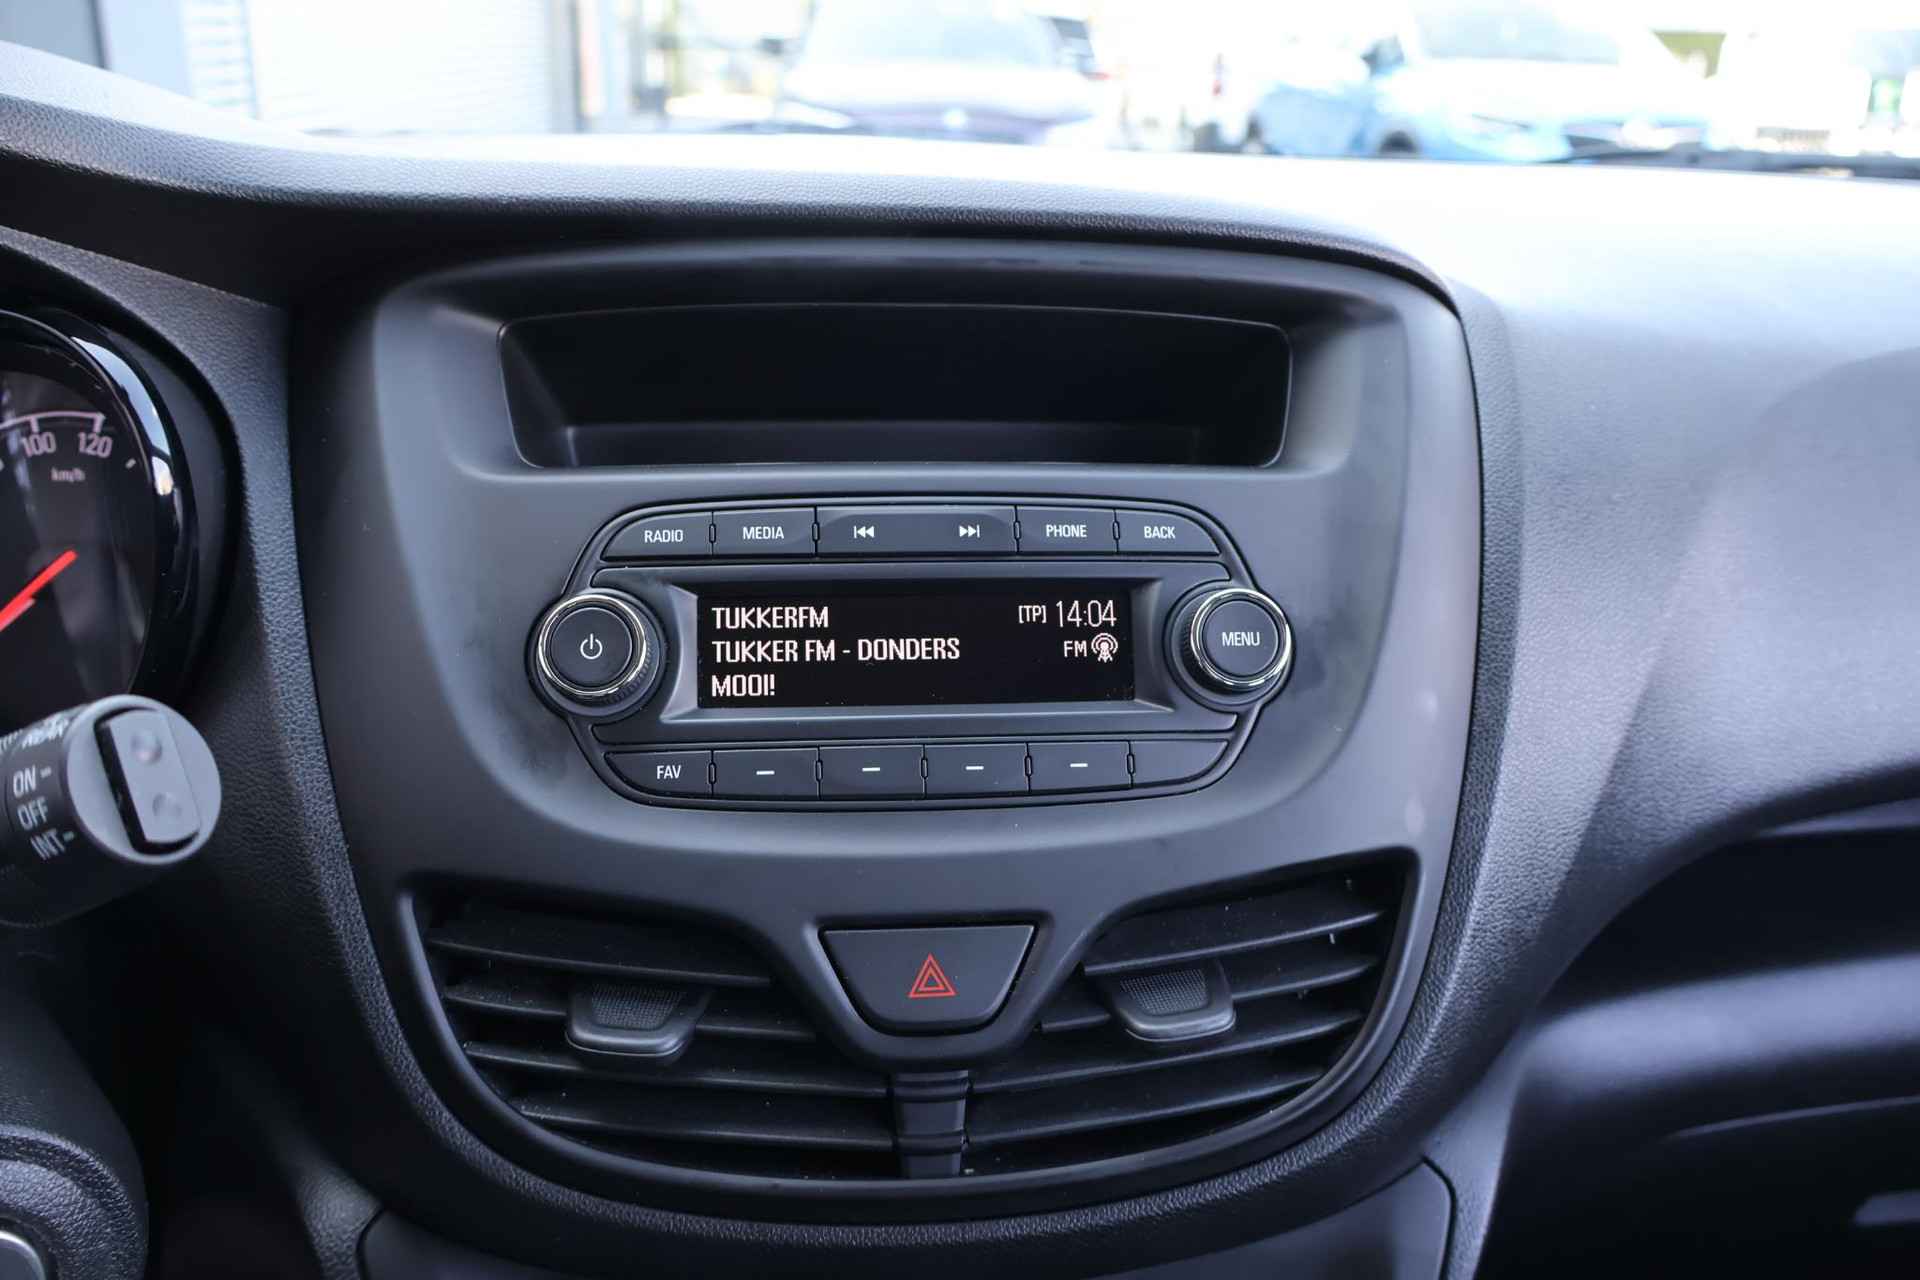 100 120
km/h
RADIO MEDIA PHONE BACK
TUKKERFM [TP] 14:04
TUKKER FM - DONDERS FM
MOOI!
MENU
FAV
REAR
ON
OFF
INT